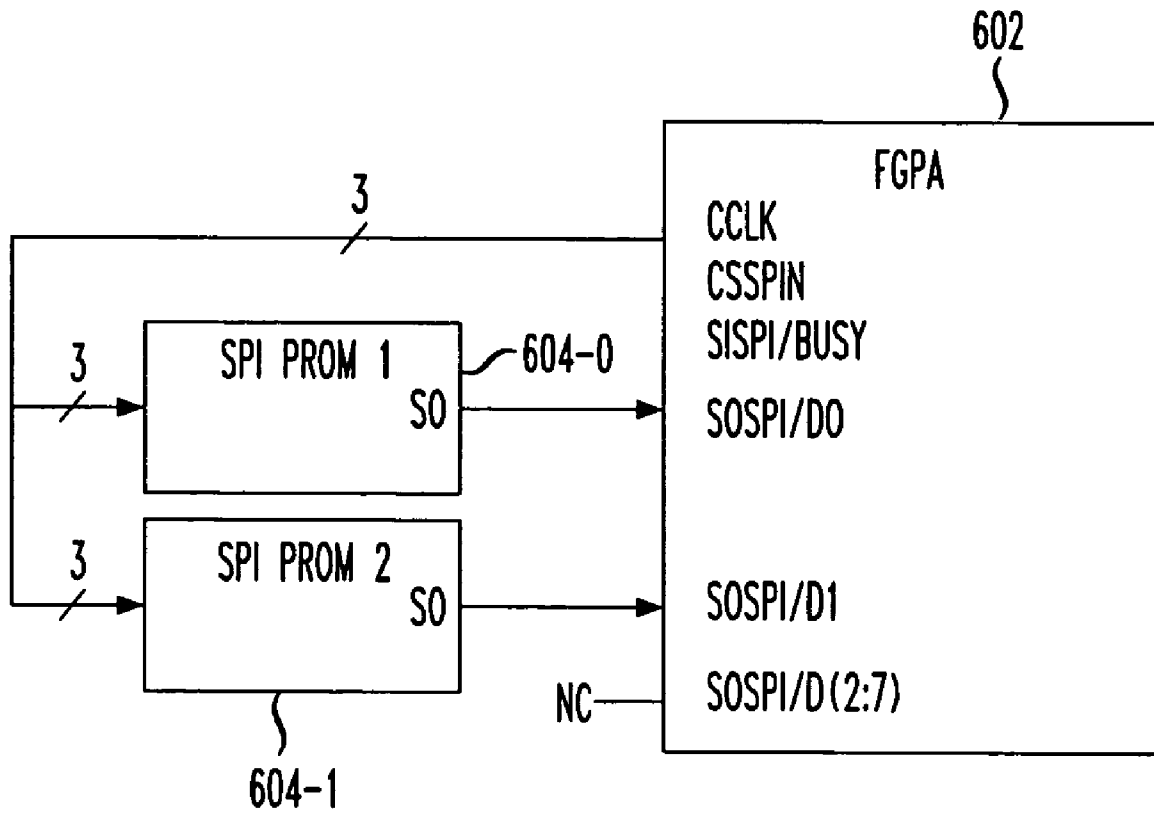 602
FGPA
3
CCLK
CSSPIN
SISPI/BUSY
3
SPI PROM 1
604-0
SO
SOSPI/D0
3
SPI PROM 2
SO
SOSPI/D1
NC
SOSPI/D(2:7)
604-1